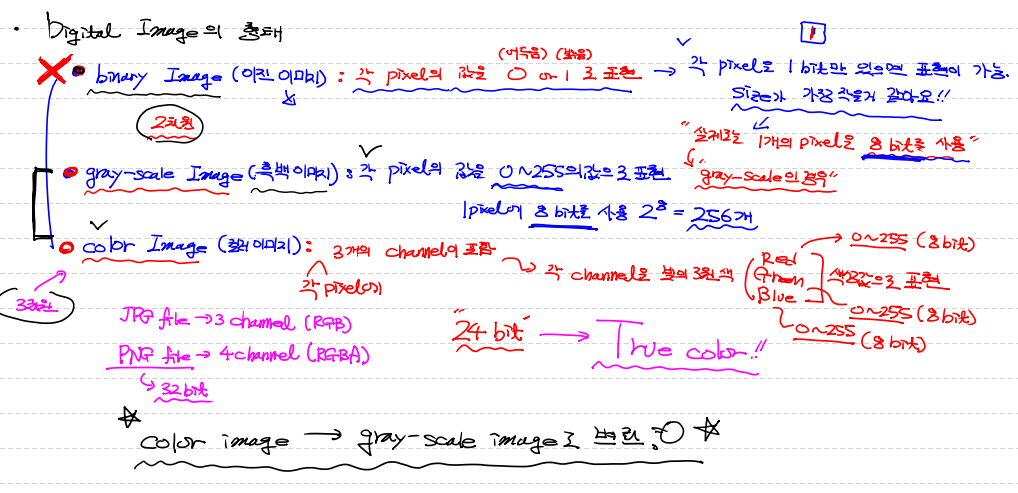 · Digital Image의 형태
1
(어두움) (밝음)
• binary Image (이진 이미지) : 각 pixel의 값을 0 or 1로 표현 → 각 pixel을 1 bit만 있으면 표현이 가능.
Size가 가장 작을거 같아요!!
2차원
"실제로는 1개의 pixel을 8 bit를 사용"
• gray-scale Image (흑백이미지) : 각 pixel의 값을 0~255의 값으로 표현
"gray-scale의 경우"
1pixel에 8 bit를 사용 2^8 = 256개
• color Image (컬러이미지) : 3개의 channel이 포함
각 pixel에
→ 각 channel을 빛의 3원색 (Red Green Blue) 색상값으로 표현
0~255 (8 bit)
0~255 (8 bit)
0~255 (8 bit)
3차원
JPG file → 3 channel (RGB)
PNG file → 4 channel (RGBA)
32 bit
"24 bit" → True color!!
☆ color image → gray-scale image로 변환 : O ☆